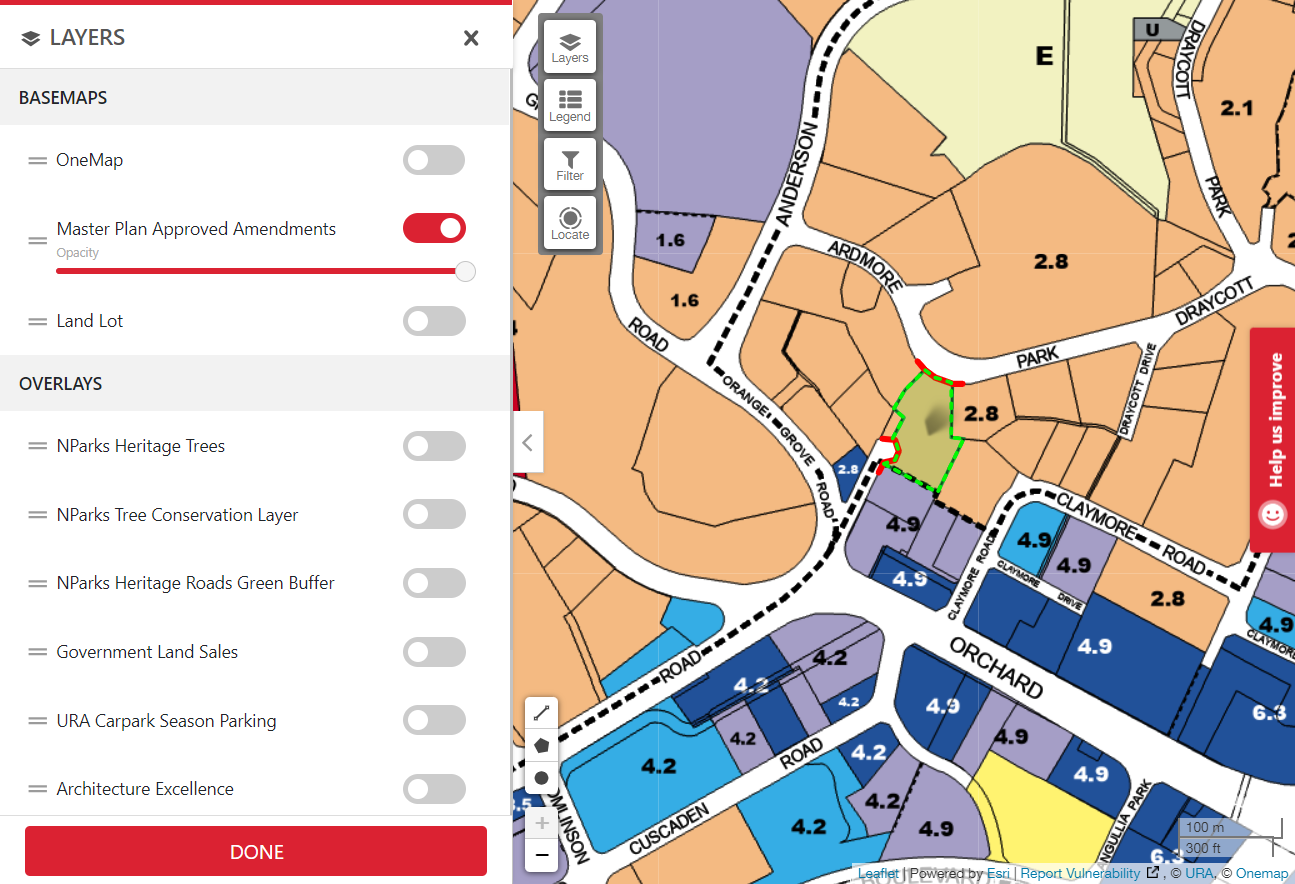 LAYERS
BASEMAPS
OneMap
Master Plan Approved Amendments
Opacity
Land Lot
OVERLAYS
NParks Heritage Trees
NParks Tree Conservation Layer
NParks Heritage Roads Green Buffer
Government Land Sales
URA Carpark Season Parking
Architecture Excellence
DONE
Layers
Legend
Filter
Locate
E
U
DRAYCOTT
PARK
2.1
ANDERSON
1.6
1.6
ROAD
ARDMORE
PARK
2.8
DRAYCOTT
DRAYCOTT DRIVE
ORANGE GROVE ROAD
2.8
2.8
4.9
4.9
CLAYMORE ROAD
CLAYMORE ROAD
4.9
4.9
CLAYMORE DRIVE
2.8
4.9
4.9
CLAYMORE
ORCHARD
ROAD
4.2
4.2
4.2
4.2
4.9
6.3
4.9
4.2
4.2
ROAD
4.9
4.2
4.9
4.2
CUSCADEN
6.3
Help us improve
+
−
100 m
300 ft
Leaflet | Powered by Esri | Report Vulnerability , © URA, © Onemap